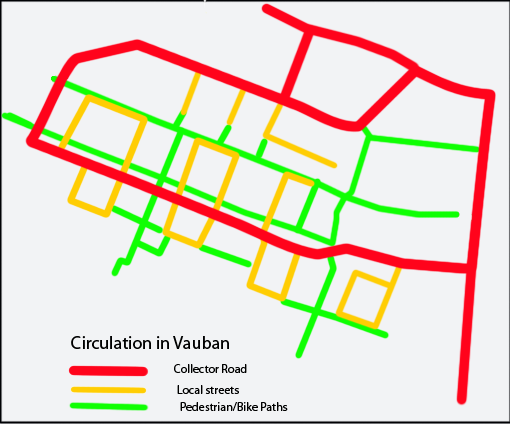 Circulation in Vauban
Collector Road
Local streets
Pedestrian/Bike Paths